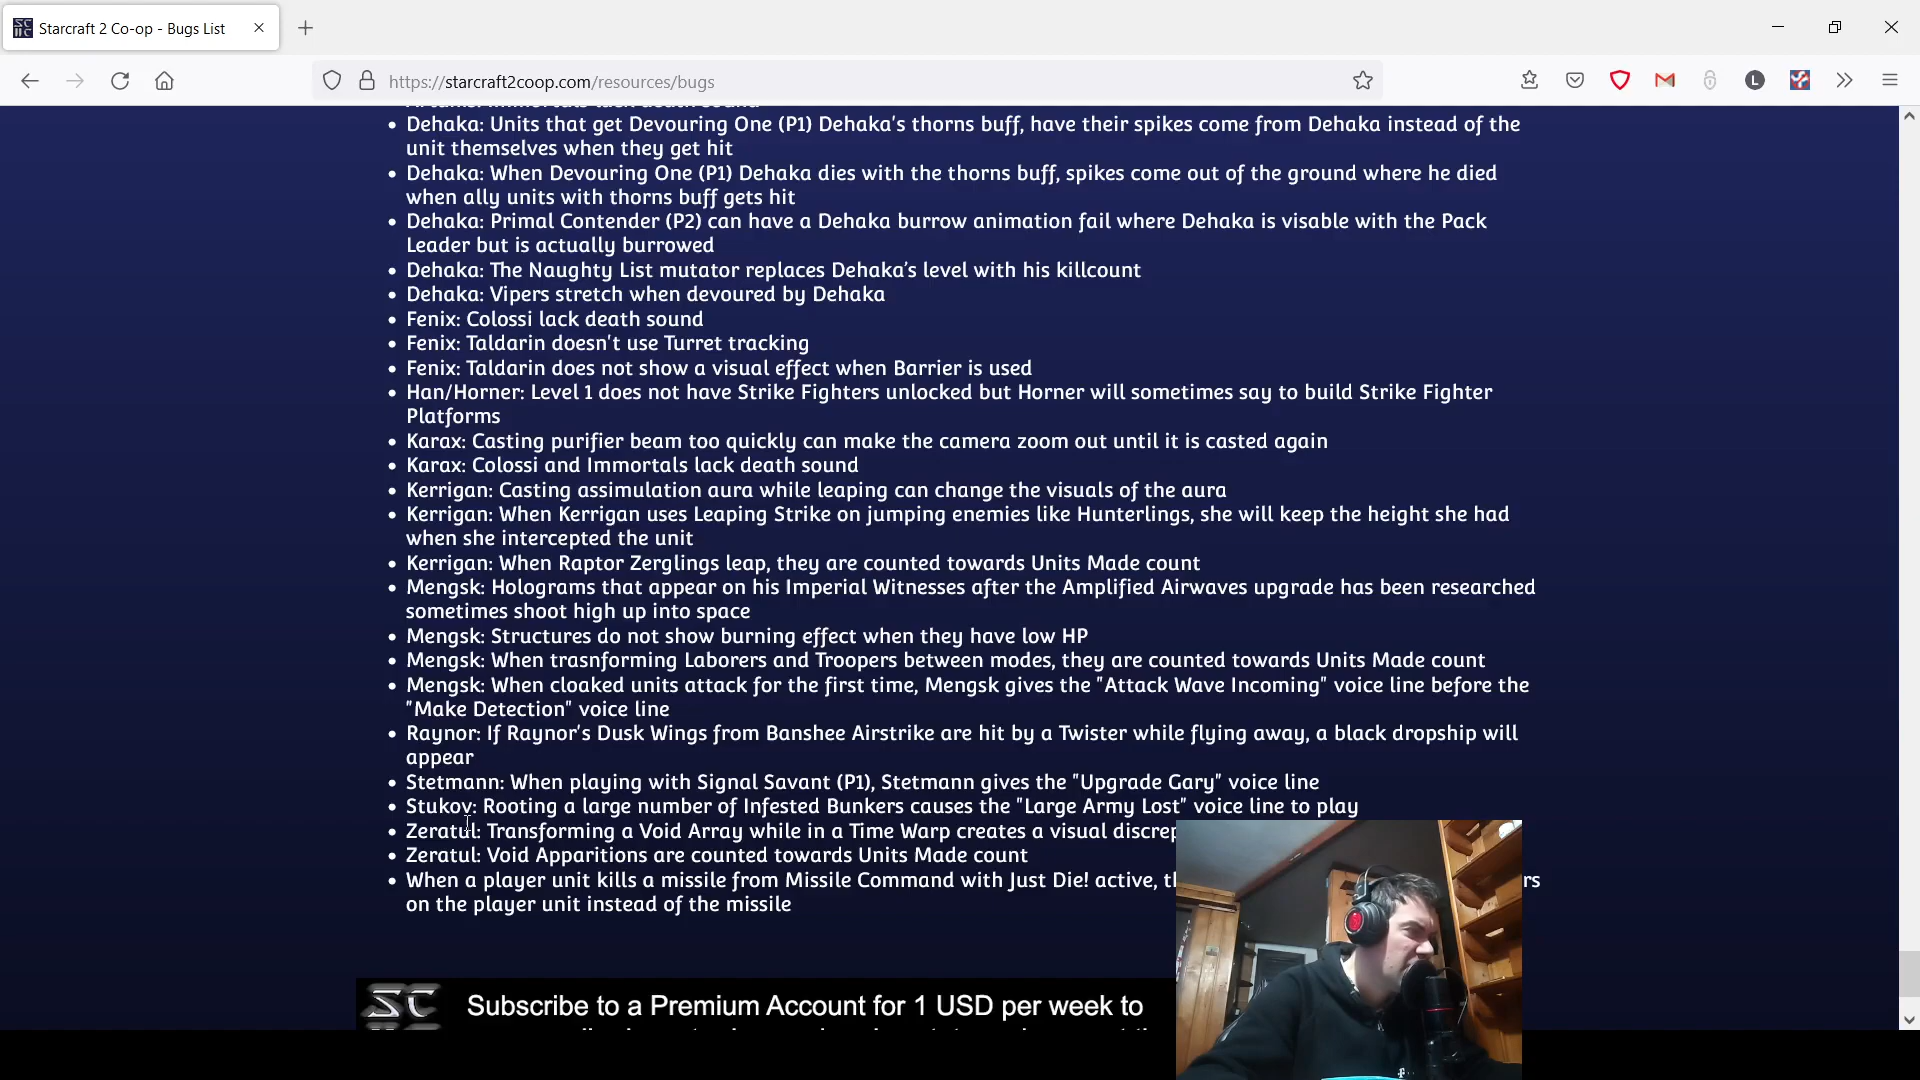 Starcraft 2 Co-op - Bugs List
https://starcraft2coop.com/resources/bugs
L
• Dehaka: Units that get Devouring One (P1) Dehaka's thorns buff, have their spikes come from Dehaka instead of the
unit themselves when they get hit
• Dehaka: When Devouring One (P1) Dehaka dies with the thorns buff, spikes come out of the ground where he died
when ally units with thorns buff gets hit
• Dehaka: Primal Contender (P2) can have a Dehaka burrow animation fail where Dehaka is visable with the Pack
Leader but is actually burrowed
• Dehaka: The Naughty List mutator replaces Dehaka's level with his killcount
• Dehaka: Vipers stretch when devoured by Dehaka
• Fenix: Colossi lack death sound
• Fenix: Taldarin doesn't use Turret tracking
• Fenix: Taldarin does not show a visual effect when Barrier is used
• Han/Horner: Level 1 does not have Strike Fighters unlocked but Horner will sometimes say to build Strike Fighter
Platforms
• Karax: Casting purifier beam too quickly can make the camera zoom out until it is casted again
• Karax: Colossi and Immortals lack death sound
• Kerrigan: Casting assimulation aura while leaping can change the visuals of the aura
• Kerrigan: When Kerrigan uses Leaping Strike on jumping enemies like Hunterlings, she will keep the height she had
when she intercepted the unit
• Kerrigan: When Raptor Zerglings leap, they are counted towards Units Made count
• Mengsk: Holograms that appear on his Imperial Witnesses after the Amplified Airwaves upgrade has been researched
sometimes shoot high up into space
• Mengsk: Structures do not show burning effect when they have low HP
• Mengsk: When trasnforming Laborers and Troopers between modes, they are counted towards Units Made count
• Mengsk: When cloaked units attack for the first time, Mengsk gives the "Attack Wave Incoming" voice line before the
"Make Detection" voice line
• Raynor: If Raynor's Dusk Wings from Banshee Airstrike are hit by a Twister while flying away, a black dropship will
appear
• Stetmann: When playing with Signal Savant (P1), Stetmann gives the "Upgrade Gary" voice line
• Stukov: Rooting a large number of Infested Bunkers causes the "Large Army Lost" voice line to play
• Zeratul: Transforming a Void Array while in a Time Warp creates a visual discrep
• Zeratul: Void Apparitions are counted towards Units Made count
• When a player unit kills a missile from Missile Command with Just Die! active, rs
on the player unit instead of the missile
SC
Subscribe to a Premium Account for 1 USD per week to